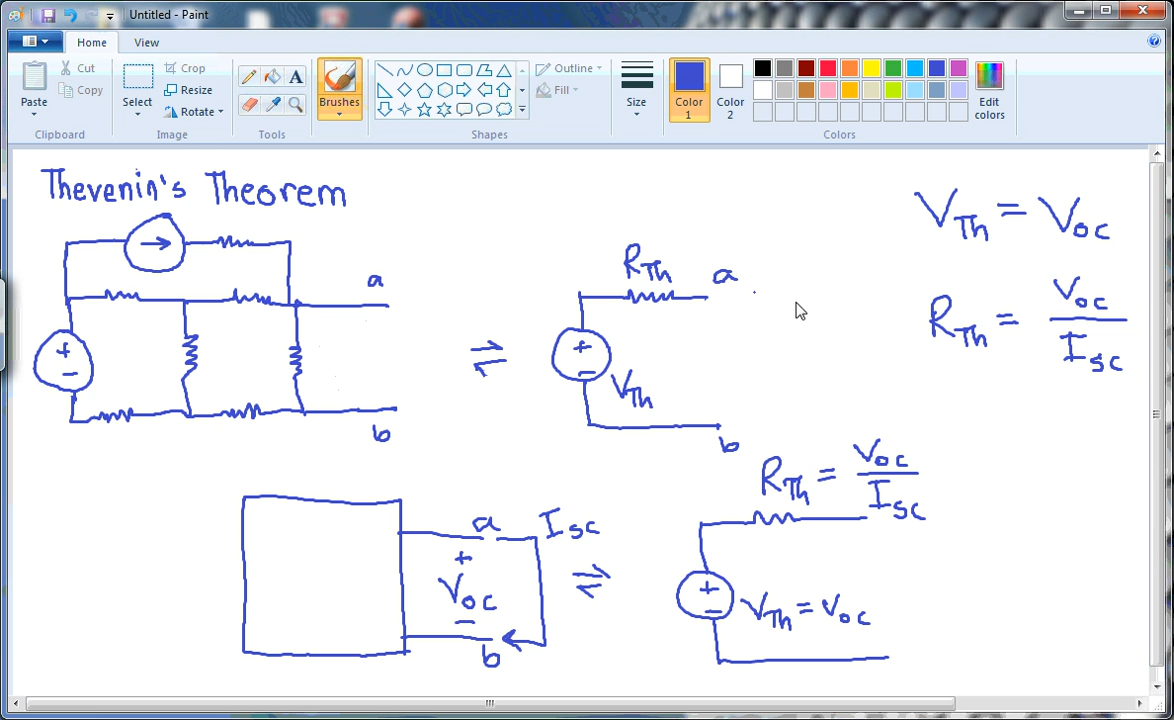 Untitled - Paint
Home View
Paste
Cut
Copy
Clipboard
Select
Crop
Resize
Rotate
Image
A
Tools
Brushes
Outline
Fill
Shapes
Size
Color 1
Color 2
Edit colors
Colors
Thevenin's Theorem
a
+
−
b
RTh
a
+
−
VTh
b
VTh = Voc
RTh = Voc / Isc
a
Isc
+
Voc
−
b
RTh = Voc / Isc
+
−
VTh = Voc